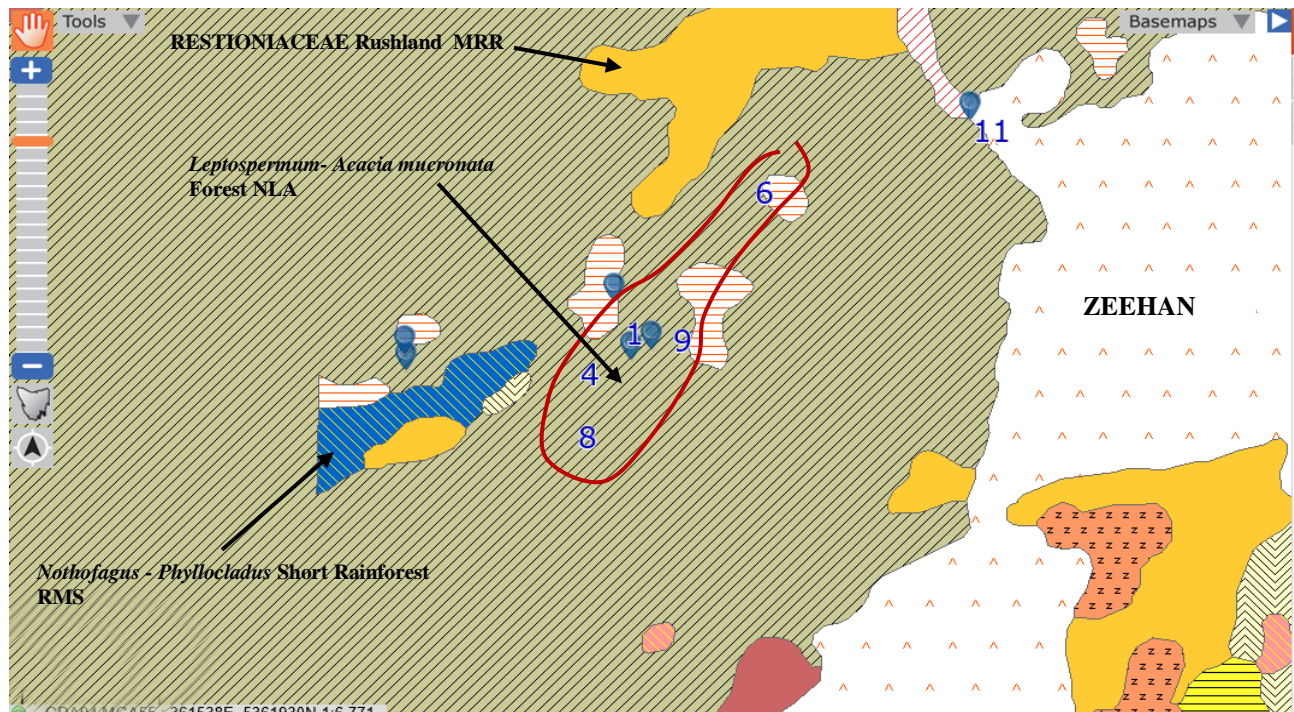 Tools
Basemaps
RESTIONIACEAE Rushland MRR
11
Leptospermum- Acacia mucronata
Forest NLA
6
ZEEHAN
1
9
4
8
Nothofagus - Phyllocladus Short Rainforest
RMS
z z z z z
z z z z z z
z z z z z z
z z z z
z z z
z z z
z z z
z z z
z z z
z z z
z z z